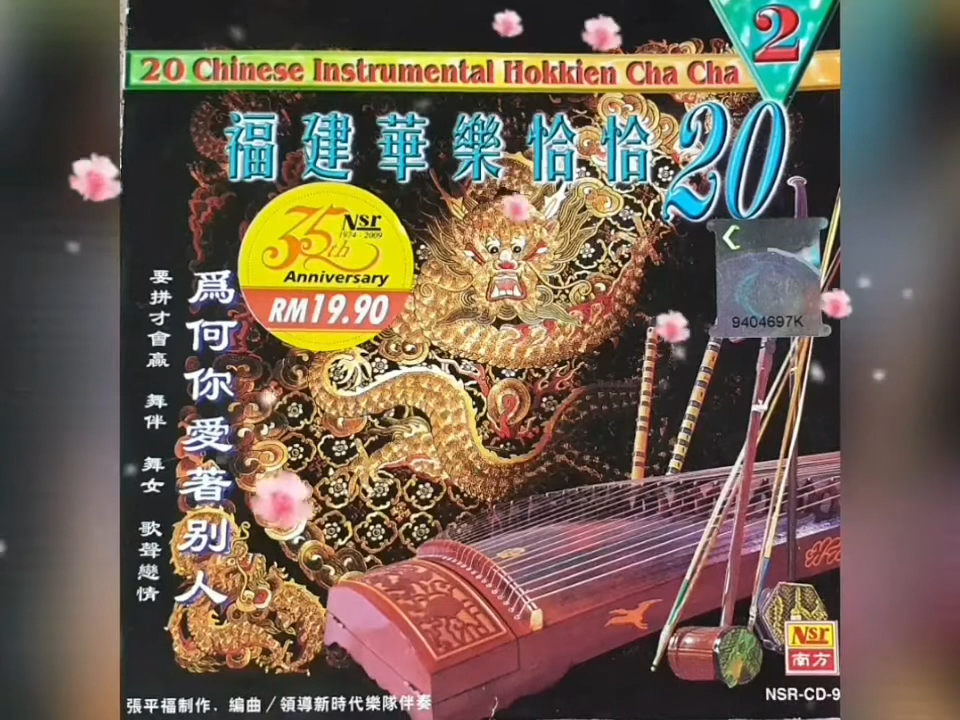 2
20 Chinese Instrumental Hokkien Cha Cha
福建華樂恰恰20
35th
Nsr
1974-2009
Anniversary
RM19.90
9404697K
爲何你愛著別人
要拼才會贏 舞伴 舞女 歌聲戀情
Nsr
南方
張平福制作．編曲/領導新時代樂隊伴奏
NSR-CD-9